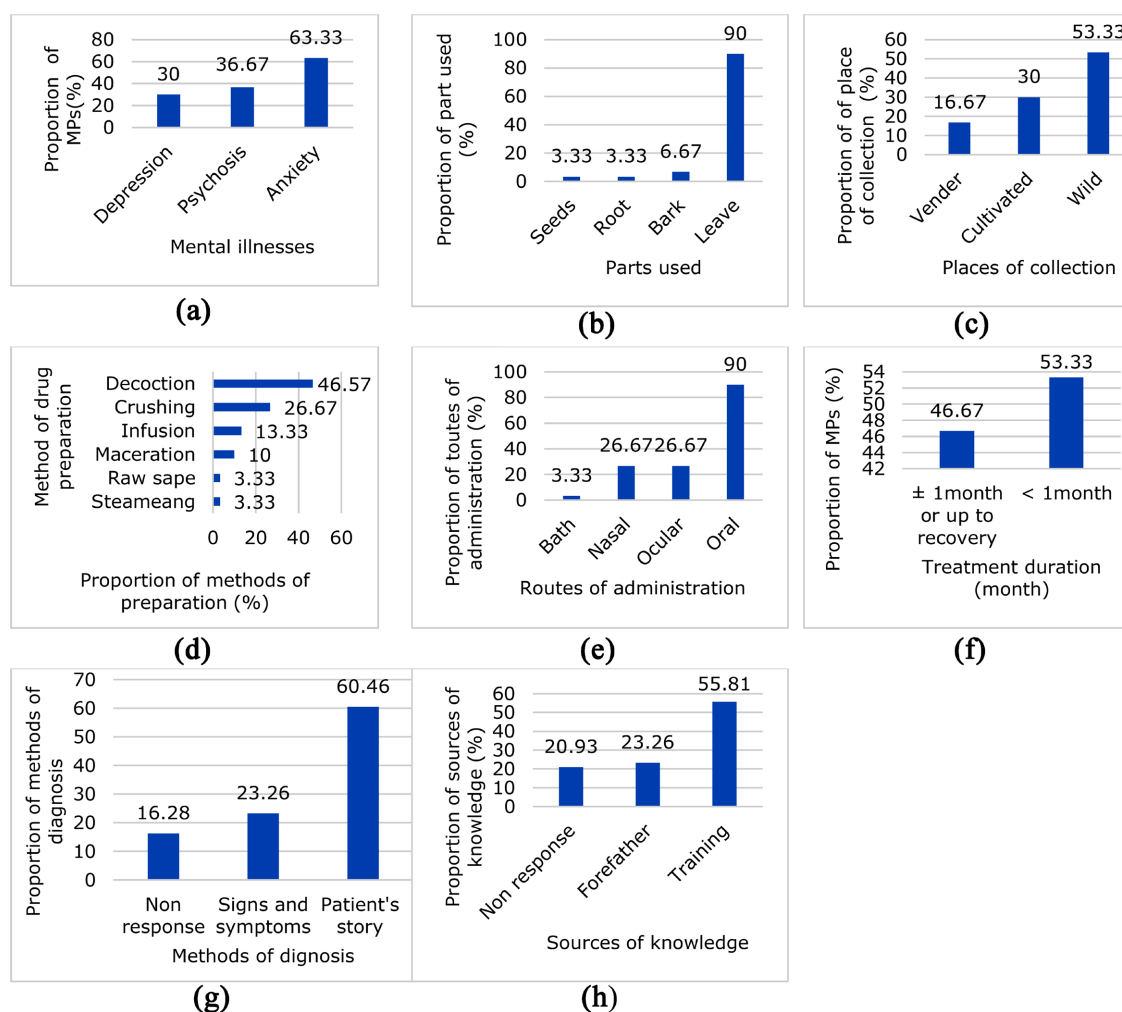 Proportion of
MPs(%)
80
60
40
20
0
30
36.67
63.33
Depression
Psychosis
Anxiety
Mental illnesses
(a)
Proportion of part used
(%)
100
80
60
40
20
0
3.33
3.33
6.67
90
Seeds
Root
Bark
Leave
Parts used
(b)
Proportion of of place
of collection (%)
60
50
40
30
20
10
0
16.67
30
53.33
Vender
Cultivated
Wild
Places of collection
(c)
Method of drug
preparation
Decoction 46.57
Crushing 26.67
Infusion 13.33
Maceration 10
Raw sape 3.33
Steameang 3.33
0 20 40 60
Proportion of methods of
preparation (%)
(d)
Proportion of toutes of
administration (%)
100
80
60
40
20
0
3.33
26.67
26.67
90
Bath
Nasal
Ocular
Oral
Routes of administration
(e)
Proportion of MPs (%)
54
52
50
48
46
44
42
46.67
53.33
± 1month
or up to
recovery
< 1month
Treatment duration
(month)
(f)
Proportion of methods of
diagnosis
70
60
50
40
30
20
10
0
16.28
23.26
60.46
Non
response
Signs and
symptoms
Patient's
story
Methods of dignosis
(g)
Proportion of sources of
knowledge (%)
60
50
40
30
20
10
0
20.93
23.26
55.81
Non response
Forefather
Training
Sources of knowledge
(h)